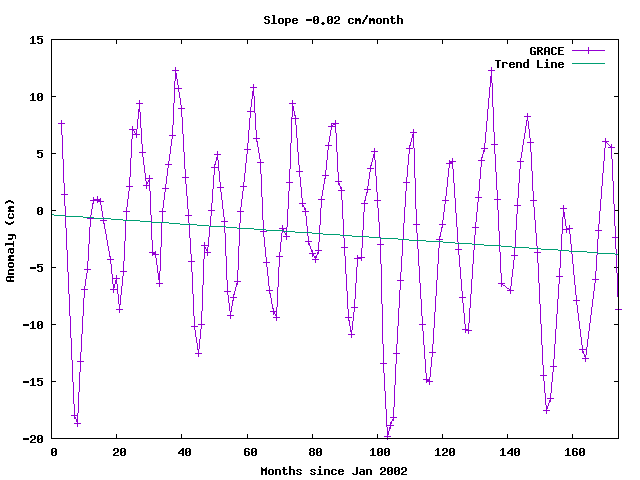 Slope -0.02 cm/month
GRACE
Trend Line
15
10
5
0
-5
-10
-15
-20
Anomaly (cm)
0 20 40 60 80 100 120 140 160
Months since Jan 2002